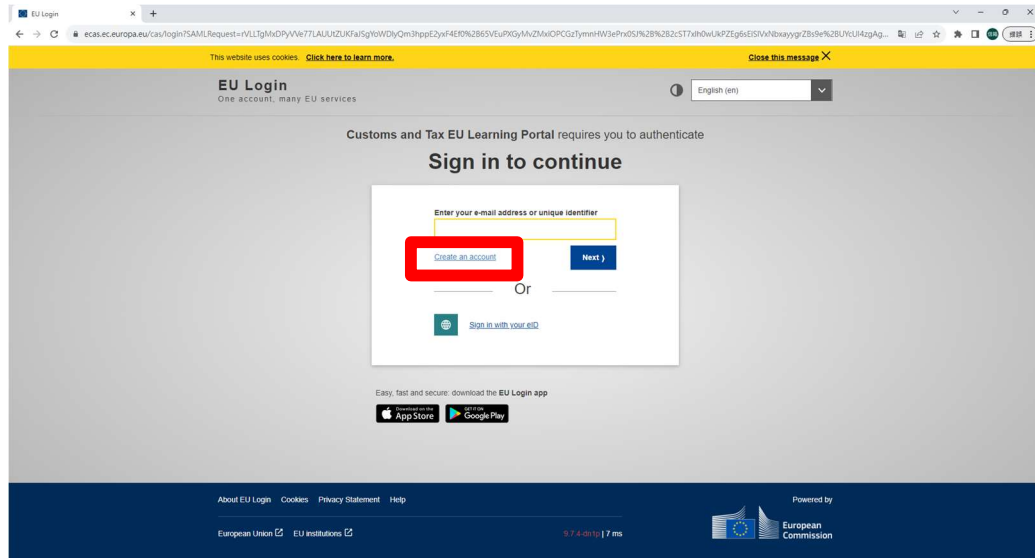 EU Login
This website uses cookies. Click here to learn more.
Close this message
EU Login
One account, many EU services
English (en)
Customs and Tax EU Learning Portal requires you to authenticate
Sign in to continue
Enter your e-mail address or unique identifier
Create an account
Next
Or
Sign in with your eID
Easy, fast and secure: download the EU Login app
Download on the App Store
GET IT ON Google Play
About EU Login Cookies Privacy Statement Help
Powered by
European Union EU institutions
| 7 ms
European
Commission